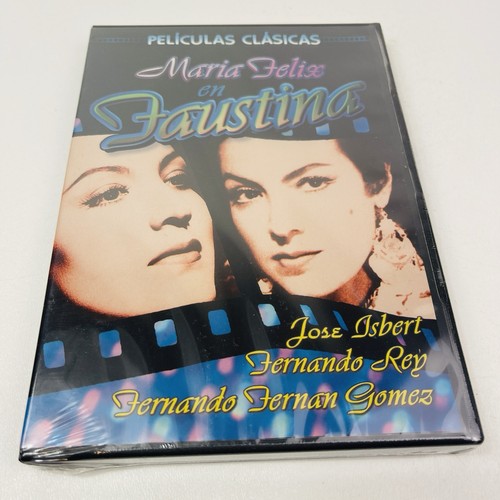 PELÍCULAS CLÁSICAS
Maria Felix
en
Faustina
Jose Isbert
Fernando Rey
Fernando Fernan Gomez